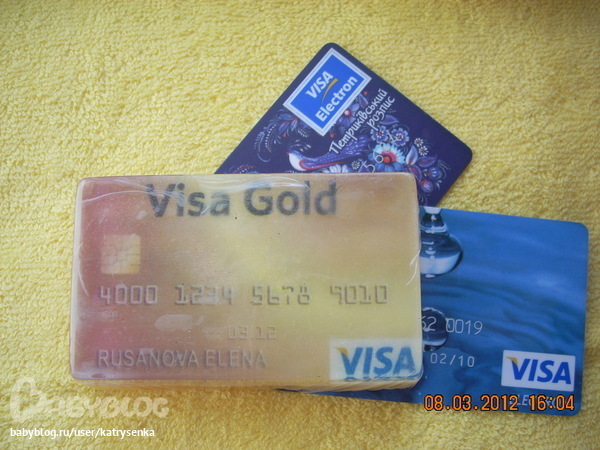 VISA
Electron
Петриківський
розпис
Visa Gold
4000 1234 5678 9010
03.12
RUSANOVA ELENA
VISA
0019
02/10
VISA
BABYBLOG
babyblog.ru/user/katrysenka
08.03.2012 16:04